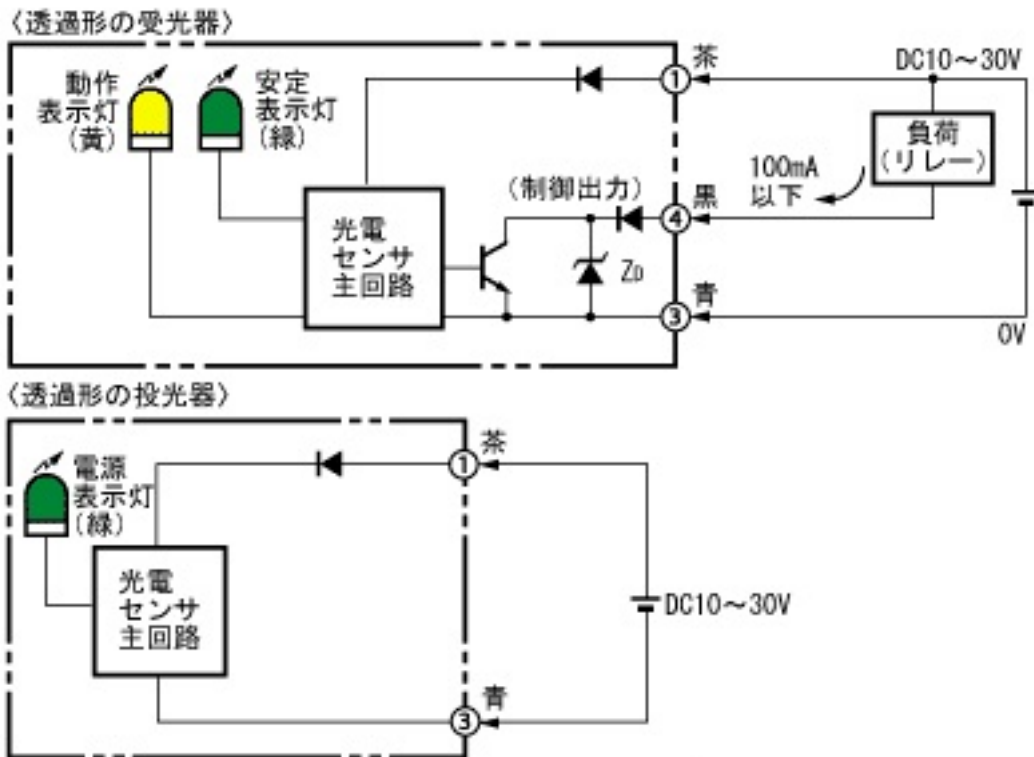 〈透過形の受光器〉
動作
表示灯
(黄)
安定
表示灯
(緑)
光電
センサ
主回路
(制御出力)
ZD
①
茶
④
黒
③
青
100mA
以下
DC10～30V
負荷
(リレー)
0V
〈透過形の投光器〉
電源
表示灯
(緑)
光電
センサ
主回路
①
茶
③
青
DC10～30V